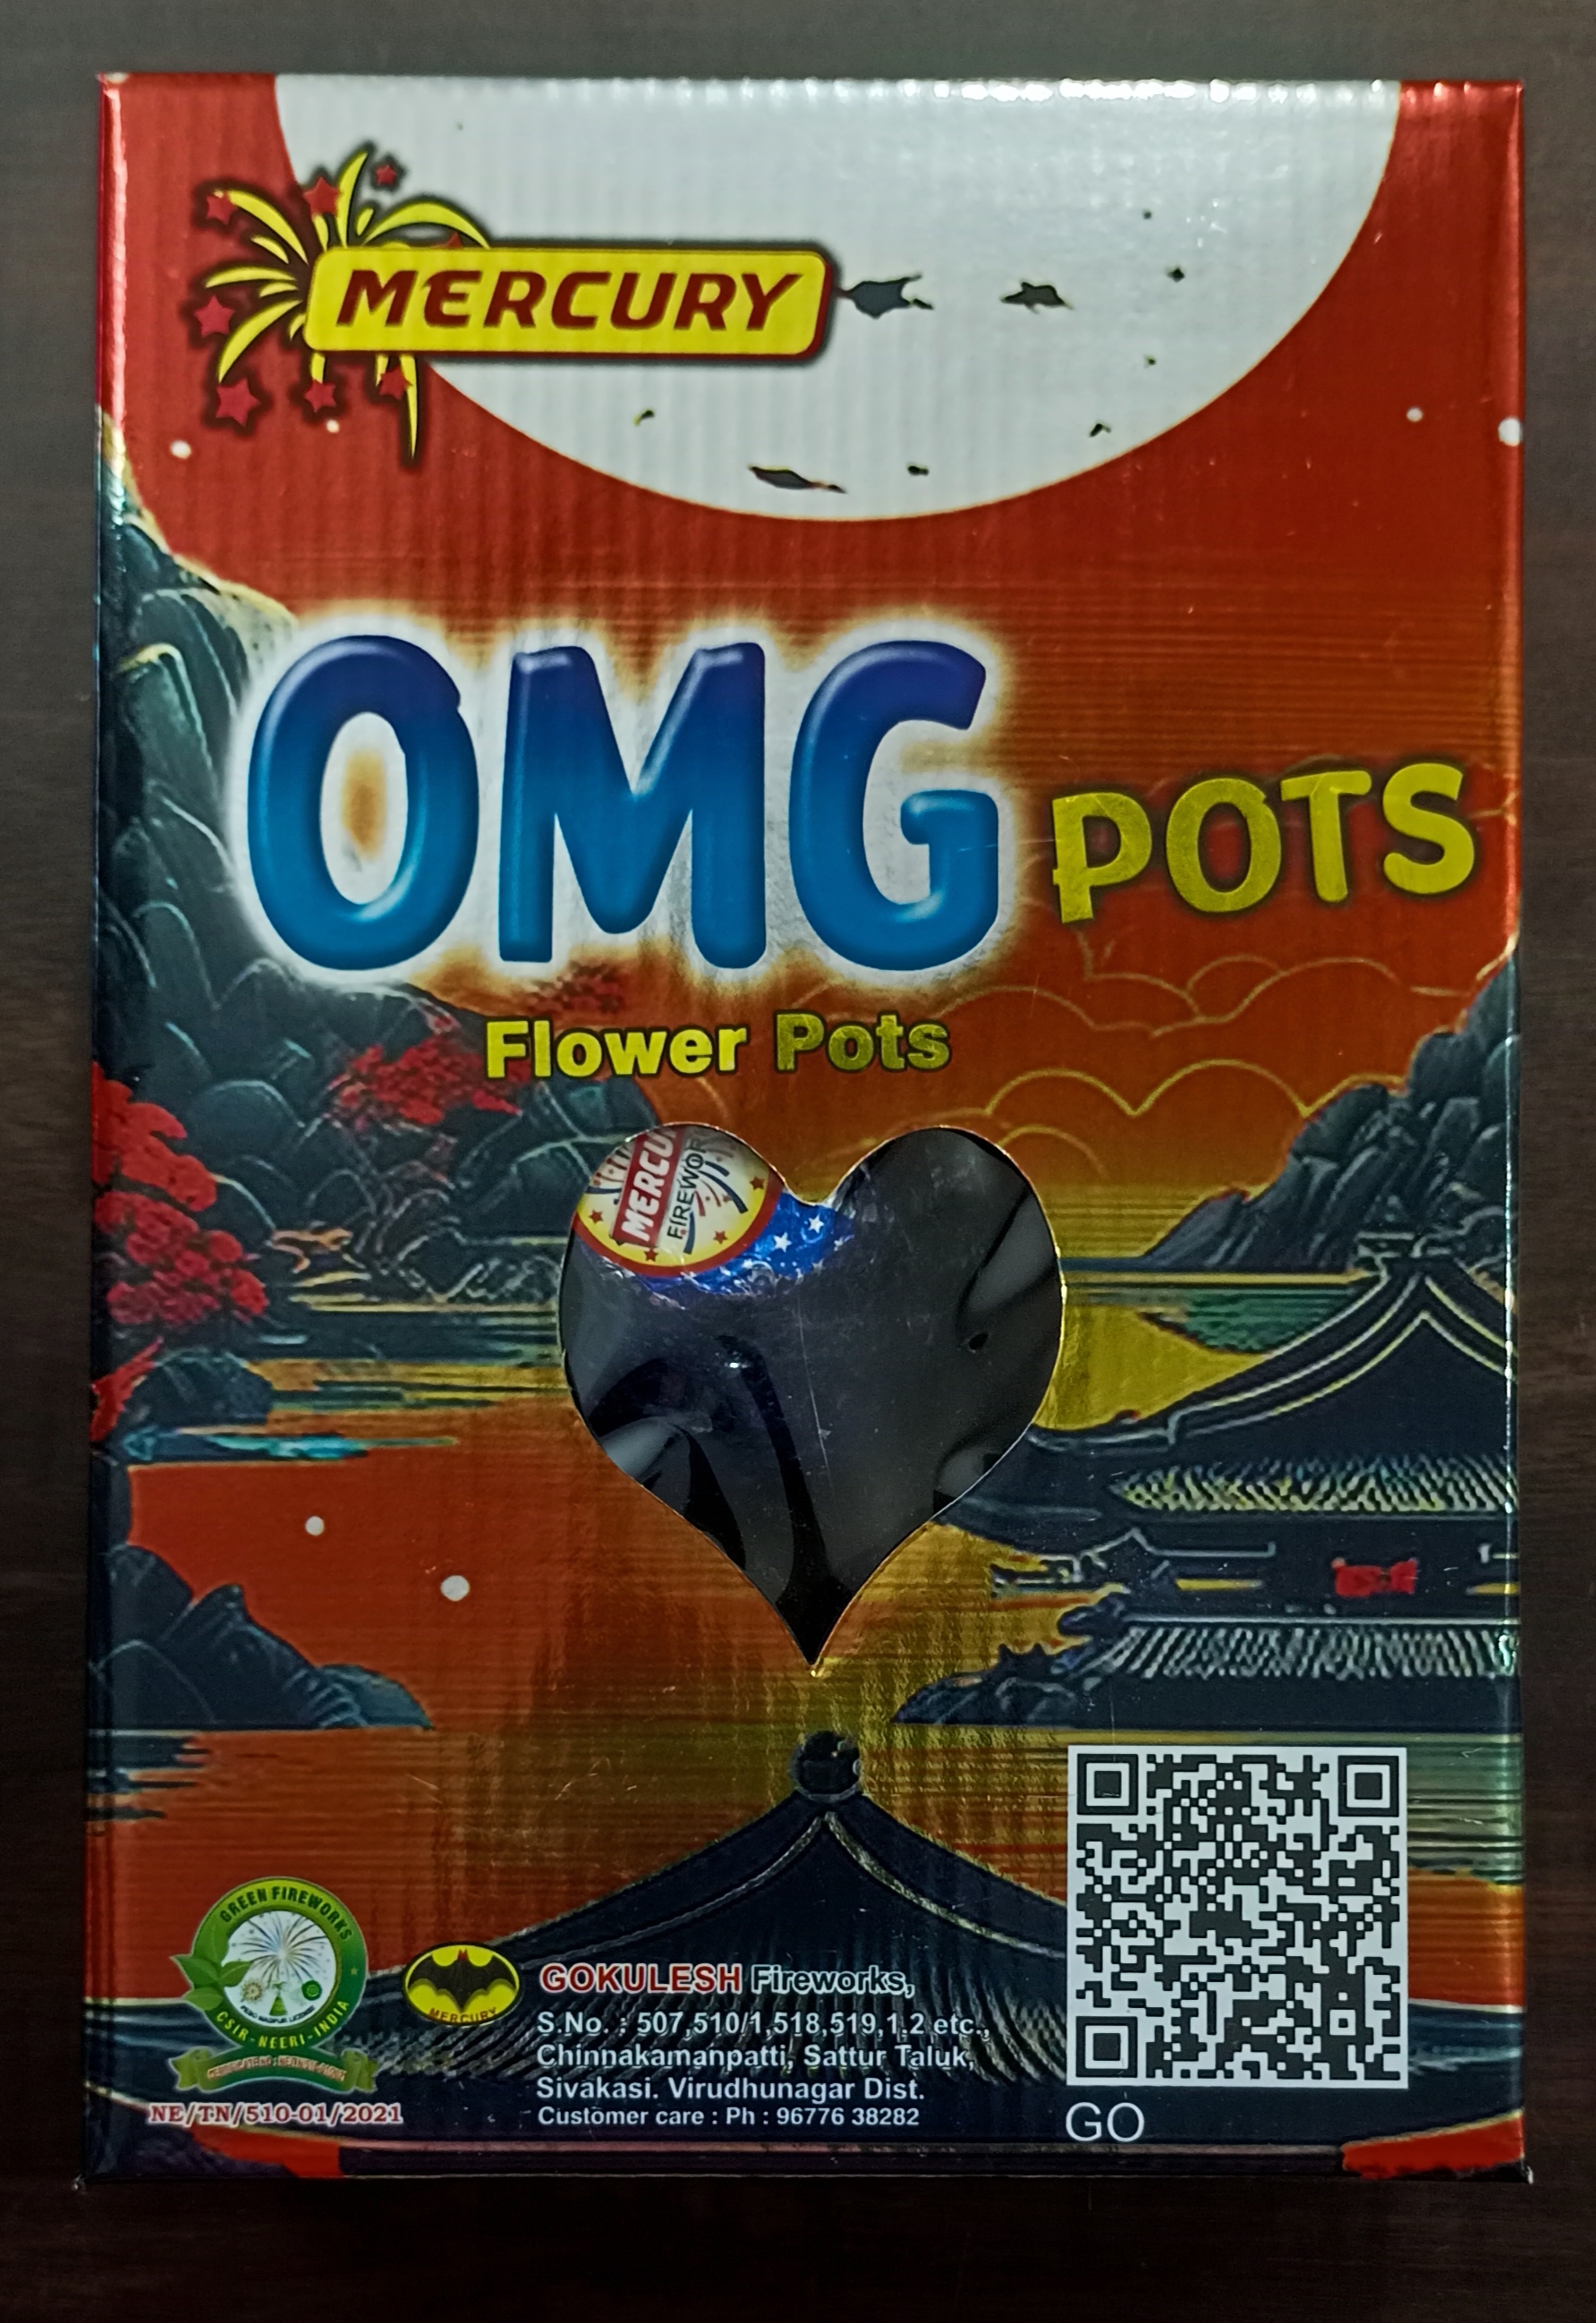 MERCURY
OMG POTS
Flower Pots
MERCU
FIREWOR
GREEN FIREWORKS
CSIR-NEERI-INDIA
NE/TN/510-01/2021
MERCURY
GOKULESH Fireworks,
S.No. : 507,510/1,518,519,1,2 etc.,
Chinnakamanpatti, Sattur Taluk,
Sivakasi. Virudhunagar Dist.
Customer care : Ph : 96776 38282
GO